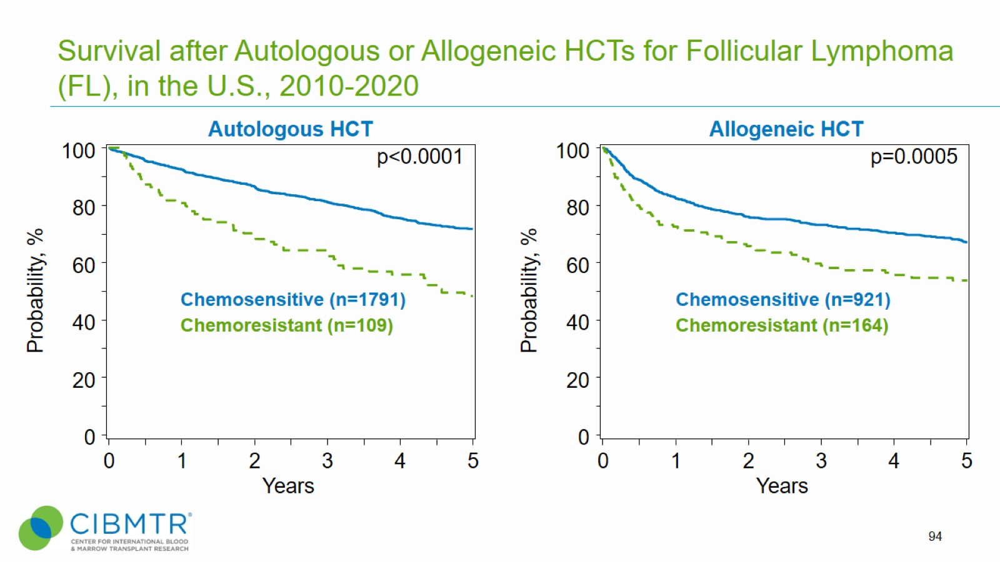 Survival after Autologous or Allogeneic HCTs for Follicular Lymphoma
(FL), in the U.S., 2010-2020
Autologous HCT
p<0.0001
100
80
60
40
20
0
Probability, %
Chemosensitive (n=1791)
Chemoresistant (n=109)
0 1 2 3 4 5
Years
Allogeneic HCT
p=0.0005
100
80
60
40
20
0
Probability, %
Chemosensitive (n=921)
Chemoresistant (n=164)
0 1 2 3 4 5
Years
CIBMTR®
CENTER FOR INTERNATIONAL BLOOD
& MARROW TRANSPLANT RESEARCH
94